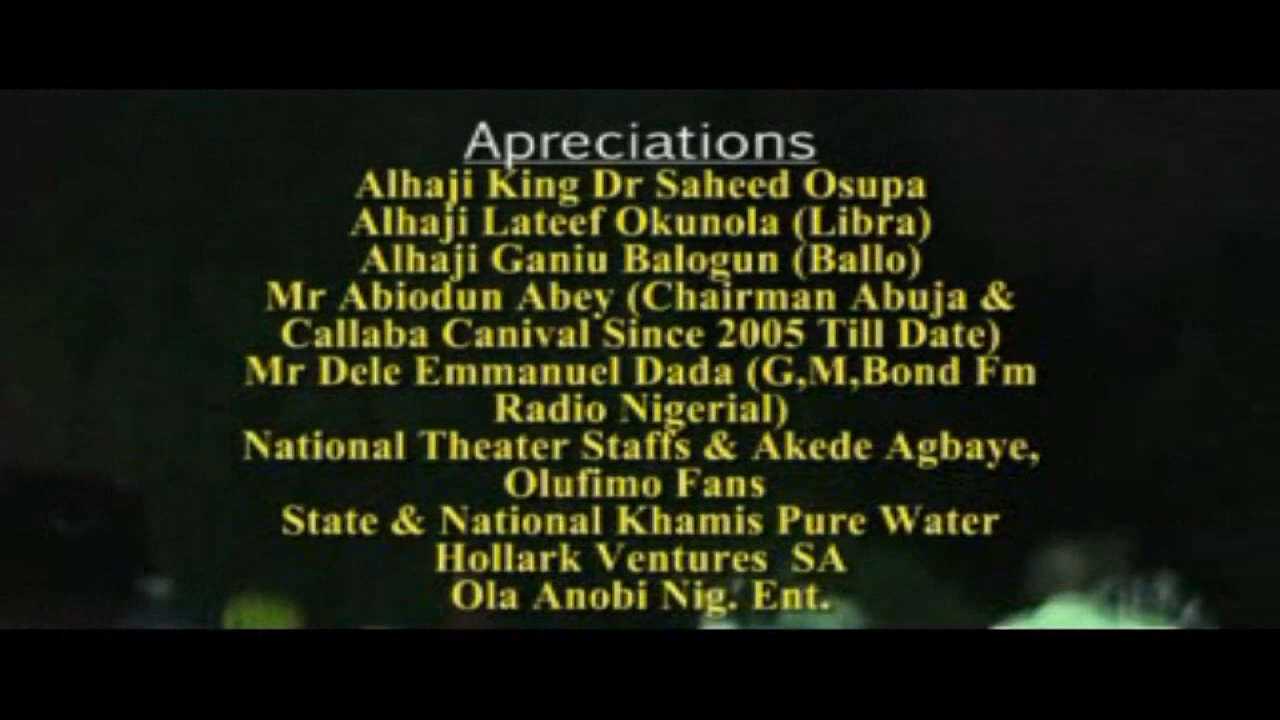 Apreciations
Alhaji King Dr Saheed Osupa
Alhaji Lateef Okunola (Libra)
Alhaji Ganiu Balogun (Ballo)
Mr Abiodun Abey (Chairman Abuja &
Callaba Canival Since 2005 Till Date)
Mr Dele Emmanuel Dada (G,M,Bond Fm
Radio Nigerial)
National Theater Staffs & Akede Agbaye,
Olufimo Fans
State & National Khamis Pure Water
Hollark Ventures SA
Ola Anobi Nig. Ent.